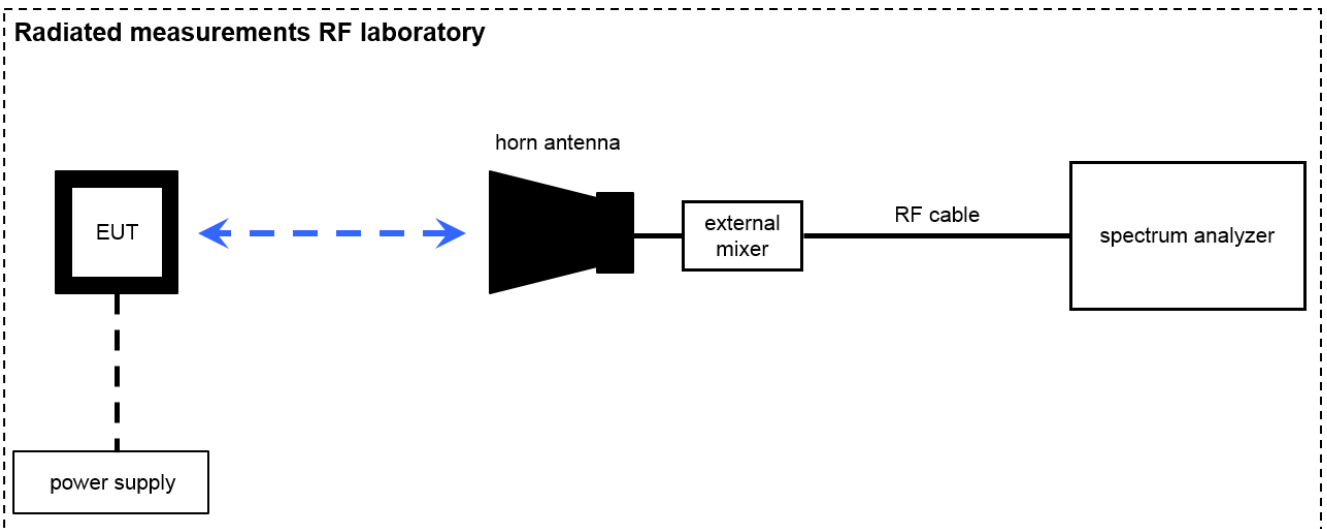 Radiated measurements RF laboratory
horn antenna
EUT
external
mixer
RF cable
spectrum analyzer
power supply